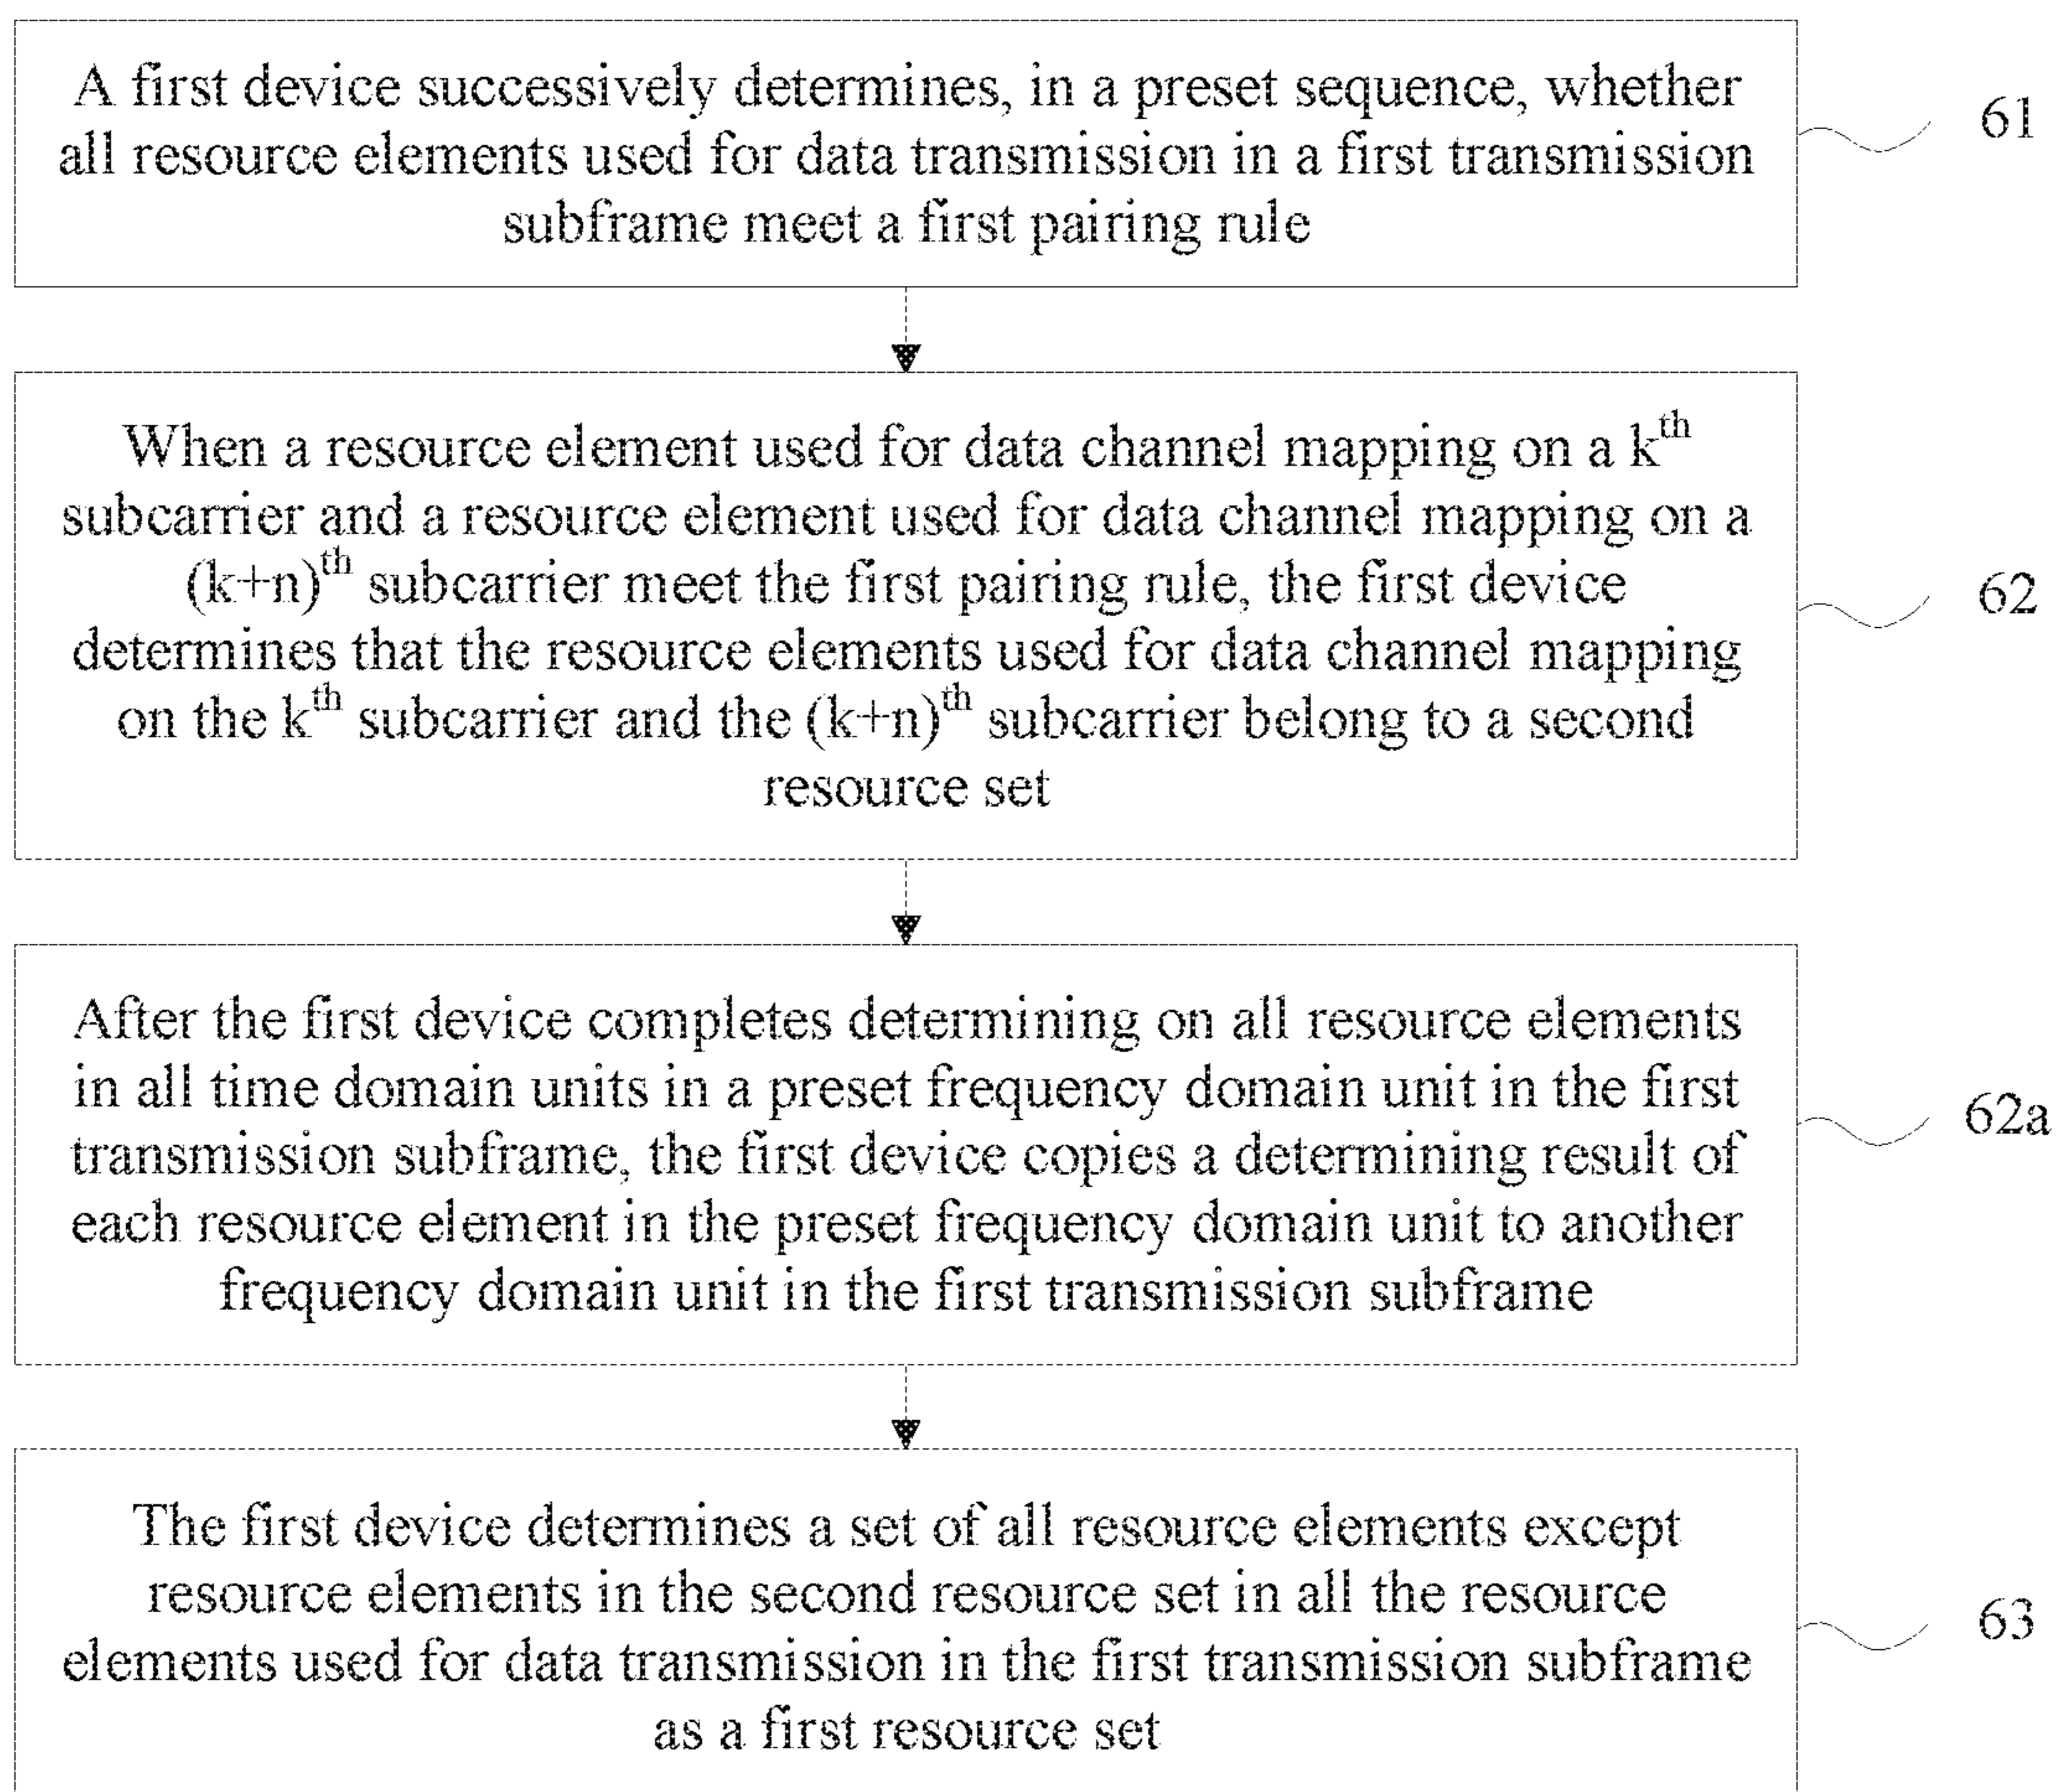 A first device successively determines, in a preset sequence, whether
all resource elements used for data transmission in a first transmission
subframe meet a first pairing rule
61
When a resource element used for data channel mapping on a k^th
subcarrier and a resource element used for data channel mapping on a
(k+n)^th subcarrier meet the first pairing rule, the first device
determines that the resource elements used for data channel mapping
on the k^th subcarrier and the (k+n)^th subcarrier belong to a second
resource set
62
After the first device completes determining on all resource elements
in all time domain units in a preset frequency domain unit in the first
transmission subframe, the first device copies a determining result of
each resource element in the preset frequency domain unit to another
frequency domain unit in the first transmission subframe
62a
The first device determines a set of all resource elements except
resource elements in the second resource set in all the resource
elements used for data transmission in the first transmission subframe
as a first resource set
63